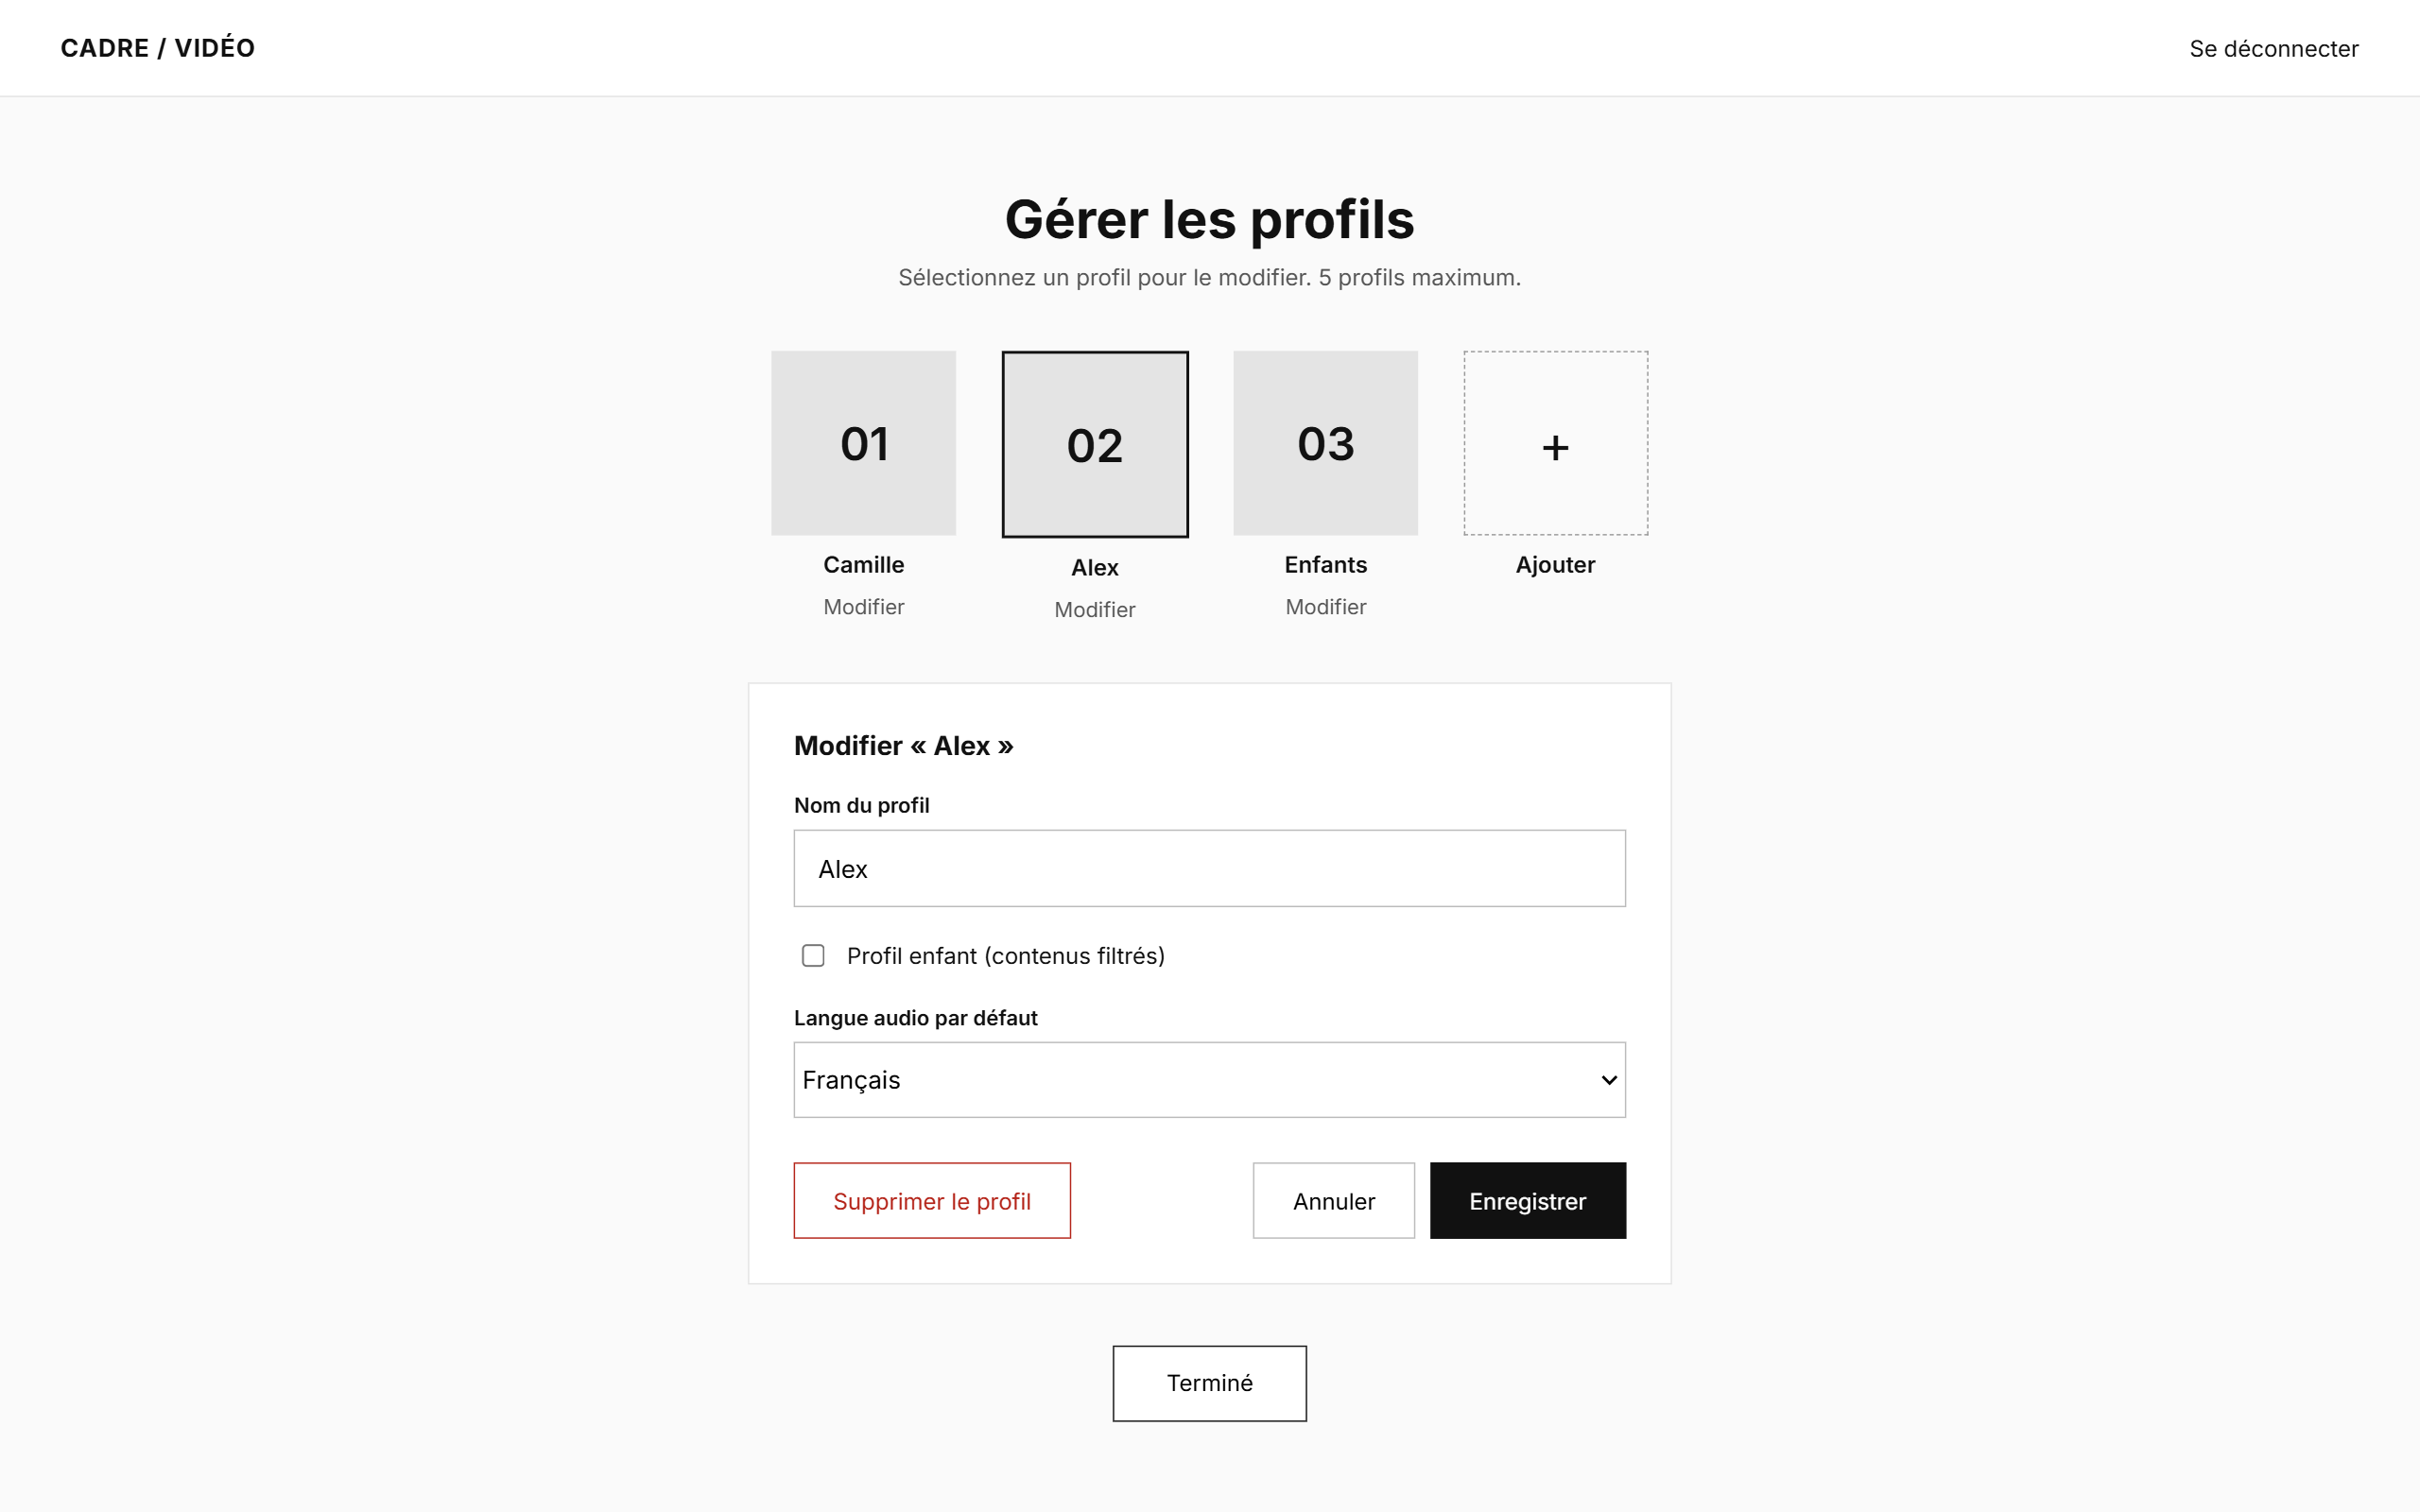 CADRE / VIDÉO
Se déconnecter
Gérer les profils
Sélectionnez un profil pour le modifier. 5 profils maximum.
01
02
03
+
Camille
Alex
Enfants
Ajouter
Modifier
Modifier
Modifier
Modifier « Alex »
Nom du profil
Alex
Profil enfant (contenus filtrés)
Langue audio par défaut
Français
Supprimer le profil
Annuler
Enregistrer
Terminé